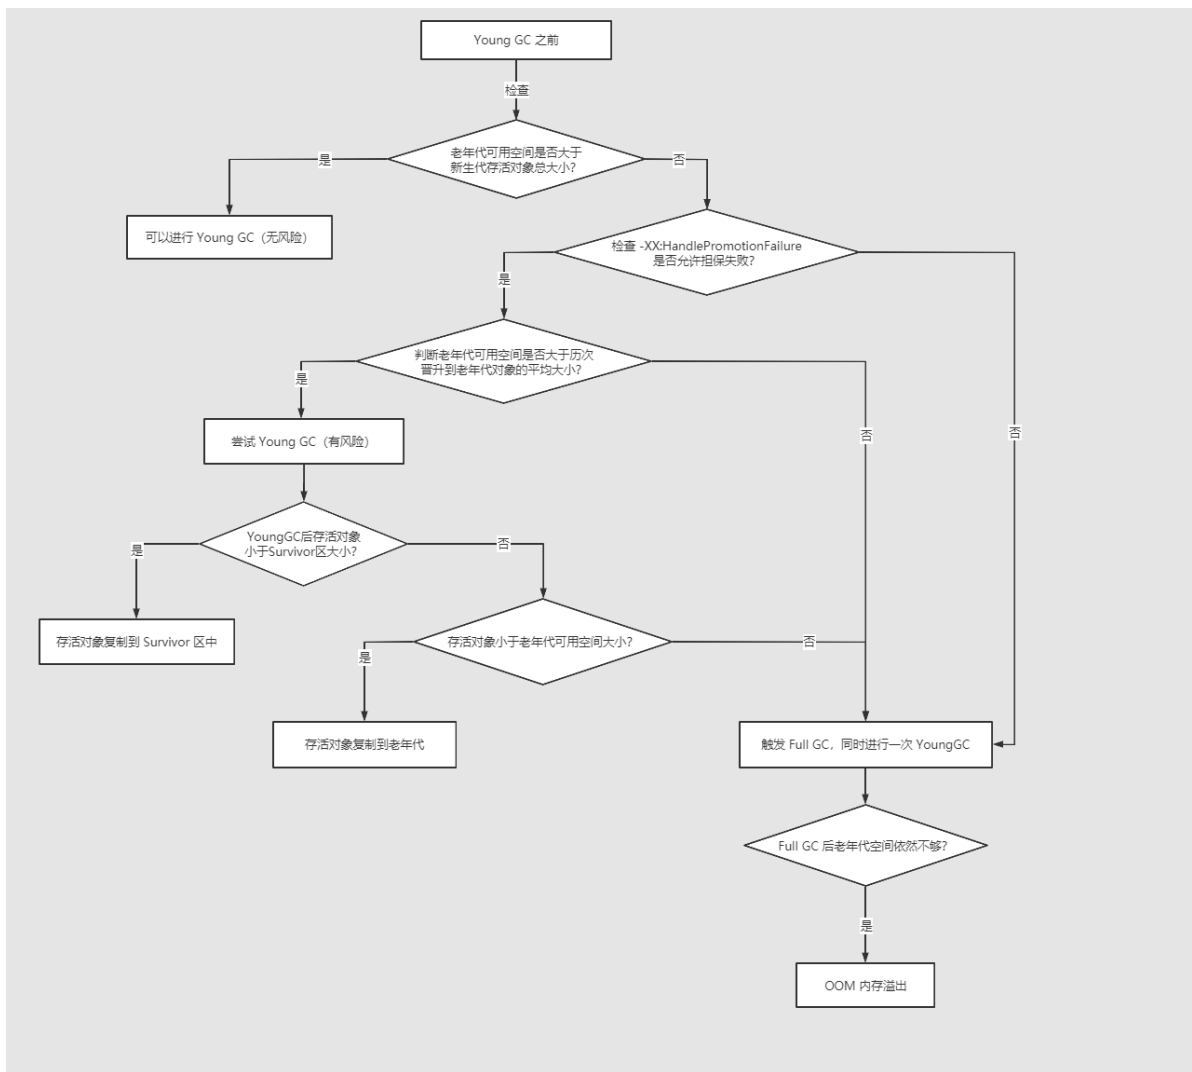 Young GC 之前
检查
老年代可用空间是否大于
新生代存活对象总大小?
是
否
可以进行 Young GC（无风险）
检查 -XX:HandlePromotionFailure
是否允许担保失败?
是
判断老年代可用空间是否大于历次
晋升到老年代对象的平均大小?
是
否
否
尝试 Young GC（有风险）
YoungGC后存活对象
小于Survivor区大小?
是
否
存活对象复制到 Survivor 区中
存活对象小于老年代可用空间大小?
是
否
存活对象复制到老年代
触发 Full GC，同时进行一次 YoungGC
Full GC 后老年代空间依然不够?
是
OOM 内存溢出